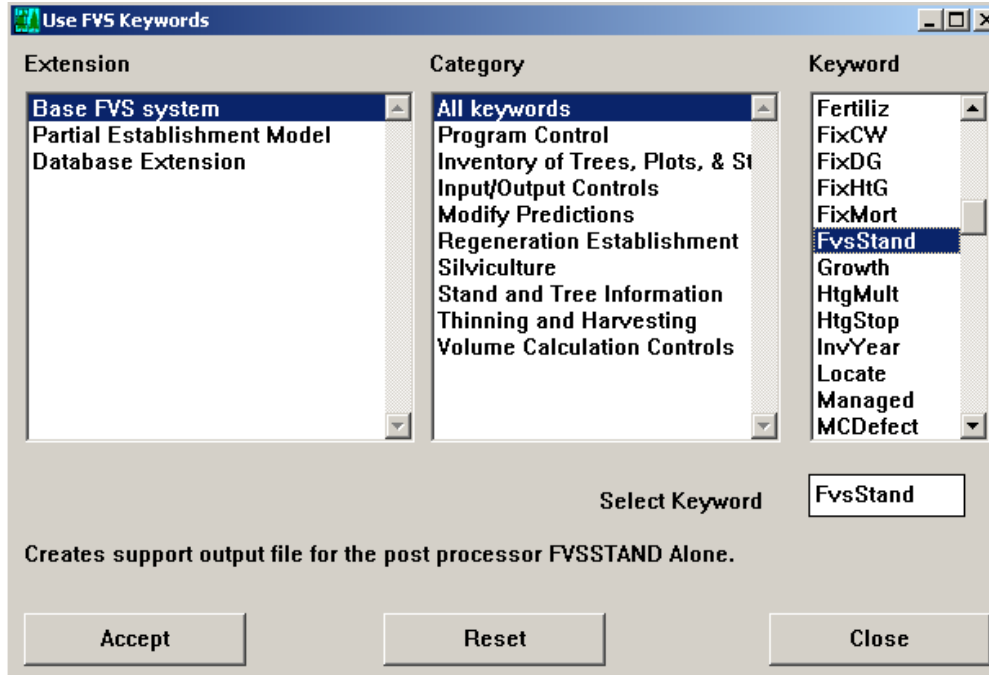 Use FVS Keywords
Extension
Category
Keyword
Base FVS system
Partial Establishment Model
Database Extension
All keywords
Program Control
Inventory of Trees, Plots, & St
Input/Output Controls
Modify Predictions
Regeneration Establishment
Silviculture
Stand and Tree Information
Thinning and Harvesting
Volume Calculation Controls
Fertiliz
FixCW
FixDG
FixHtG
FixMort
FvsStand
Growth
HtgMult
HtgStop
InvYear
Locate
Managed
MCDefect
Select Keyword
FvsStand
Creates support output file for the post processor FVSSTAND Alone.
Accept
Reset
Close